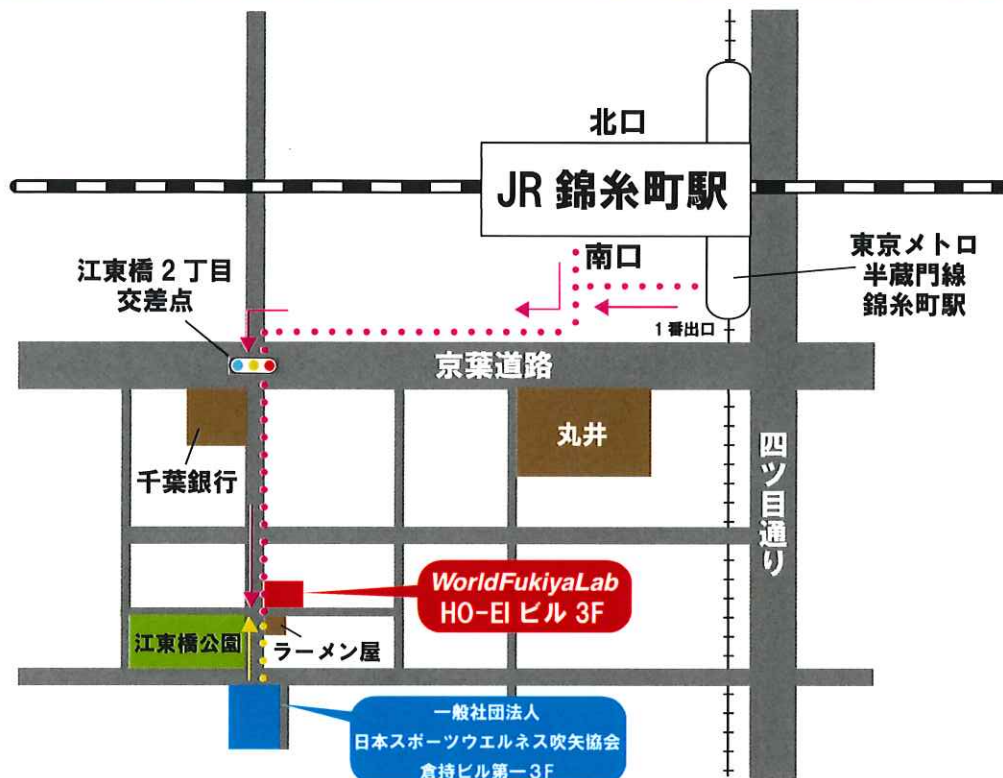 北口
JR 錦糸町駅
南口
東京メトロ
半蔵門線
錦糸町駅
江東橋2丁目
交差点
1番出口
京葉道路
丸井
千葉銀行
四ツ目通り
WorldFukiyaLab
HO-EI ビル 3F
江東橋公園
ラーメン屋
一般社団法人
日本スポーツウエルネス吹矢協会
倉持ビル第一3F